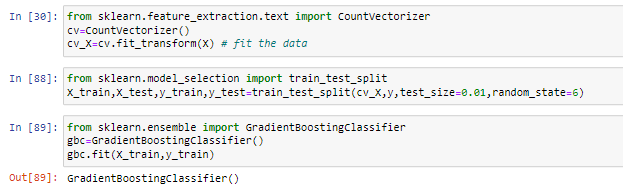 In [30]: from sklearn.feature_extraction.text import CountVectorizer
cv=CountVectorizer()
cv_X=cv.fit_transform(X) # fit the data
In [88]: from sklearn.model_selection import train_test_split
X_train,X_test,y_train,y_test=train_test_split(cv_X,y,test_size=0.01,random_state=6)
In [89]: from sklearn.ensemble import GradientBoostingClassifier
gbc=GradientBoostingClassifier()
gbc.fit(X_train,y_train)
Out[89]: GradientBoostingClassifier()